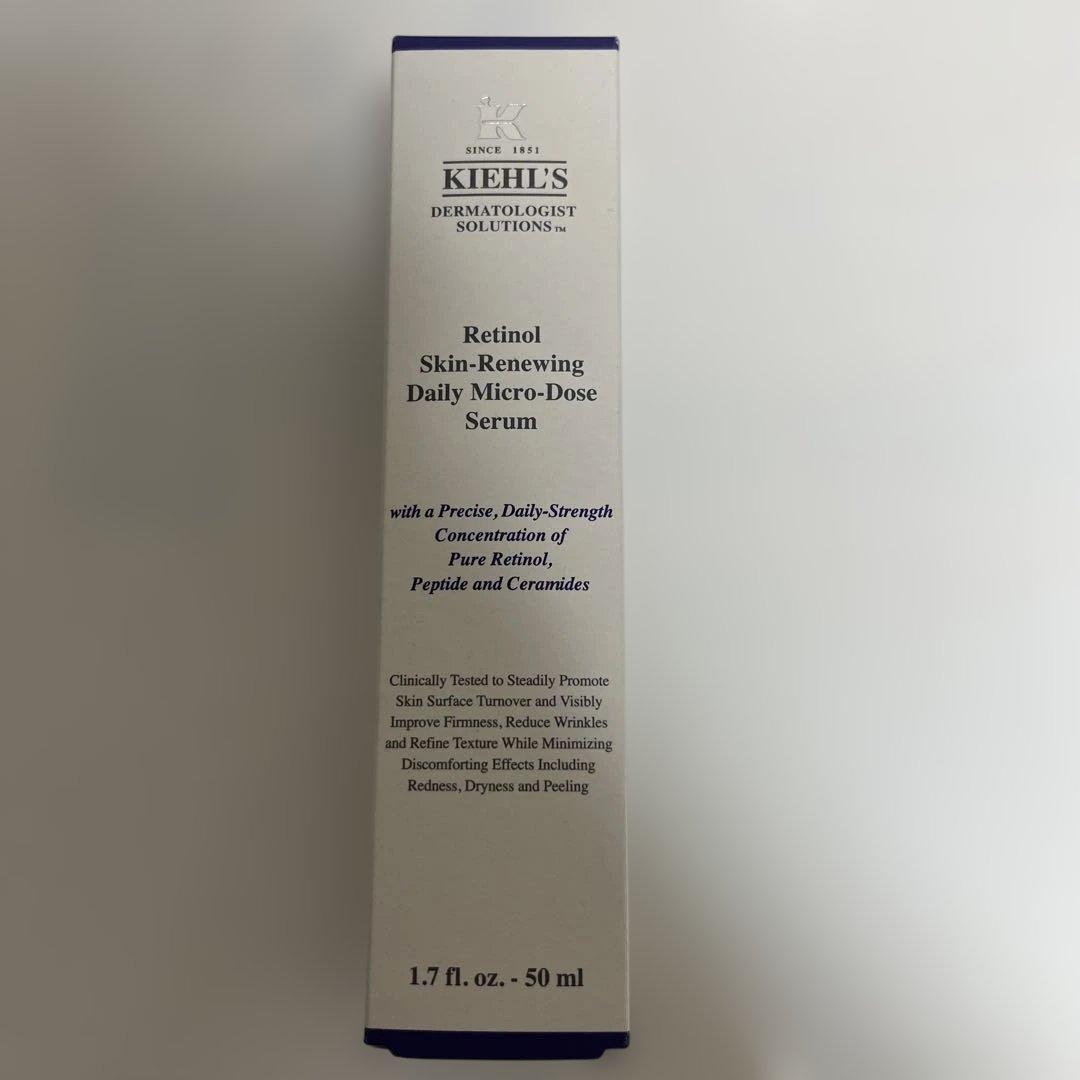 K
SINCE 1851
KIEHL'S
DERMATOLOGIST
SOLUTIONS™
Retinol
Skin-Renewing
Daily Micro-Dose
Serum
with a Precise, Daily-Strength
Concentration of
Pure Retinol,
Peptide and Ceramides
Clinically Tested to Steadily Promote
Skin Surface Turnover and Visibly
Improve Firmness, Reduce Wrinkles
and Refine Texture While Minimizing
Discomforting Effects Including
Redness, Dryness and Peeling
1.7 fl. oz. - 50 ml